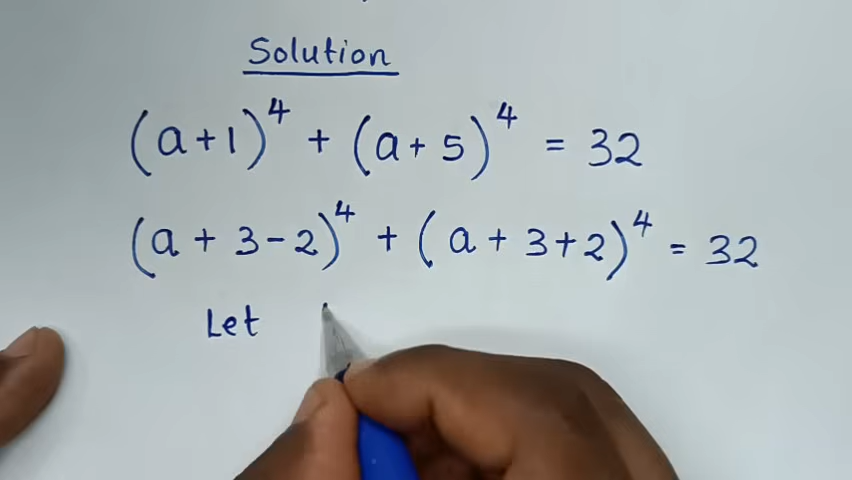 Solution
(a+1)⁴ + (a+5)⁴ = 32
(a + 3-2)⁴ + (a + 3+2)⁴ = 32
Let